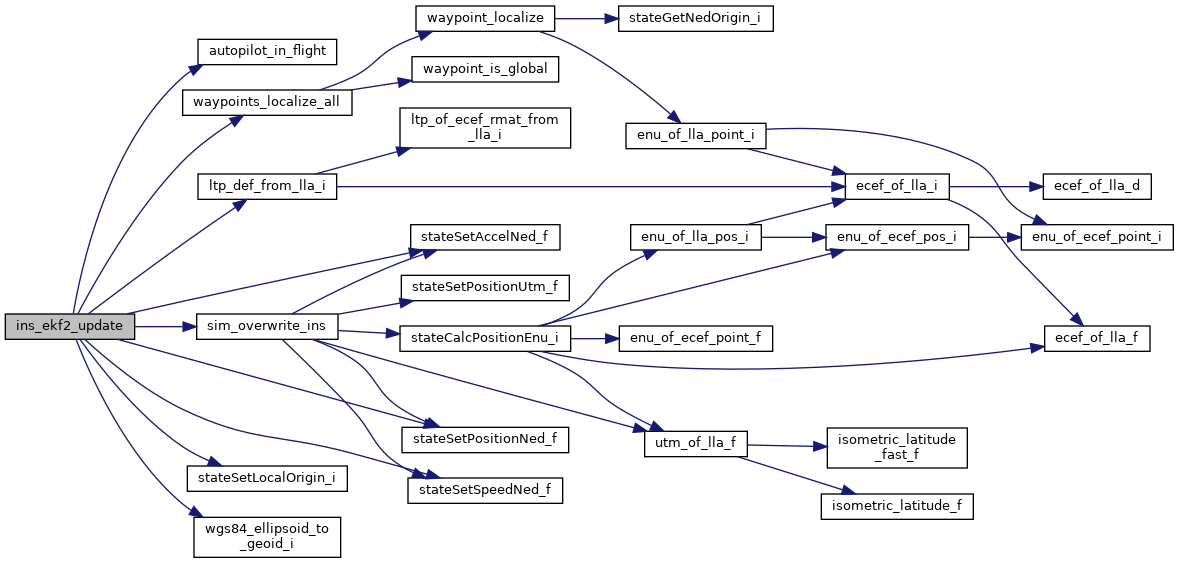 waypoint_localize
stateGetNedOrigin_i
autopilot_in_flight
waypoint_is_global
waypoints_localize_all
ltp_of_ecef_rmat_from
_lla_i
enu_of_lla_point_i
ltp_def_from_lla_i
ecef_of_lla_i
ecef_of_lla_d
stateSetAccelNed_f
enu_of_lla_pos_i
enu_of_ecef_pos_i
enu_of_ecef_point_i
stateSetPositionUtm_f
ins_ekf2_update
sim_overwrite_ins
stateCalcPositionEnu_i
enu_of_ecef_point_f
ecef_of_lla_f
stateSetPositionNed_f
utm_of_lla_f
isometric_latitude
_fast_f
stateSetLocalOrigin_i
stateSetSpeedNed_f
isometric_latitude_f
wgs84_ellipsoid_to
_geoid_i